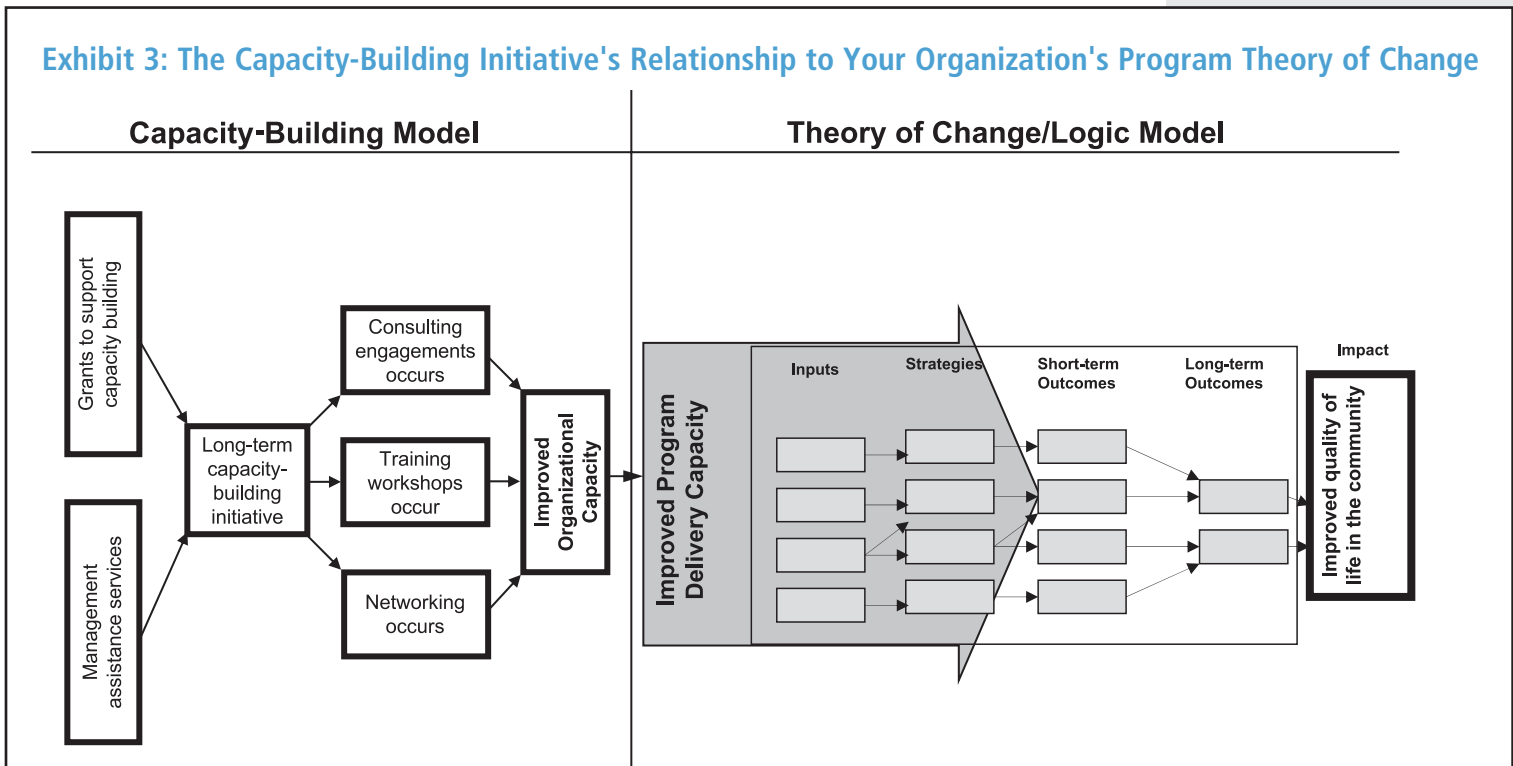 Exhibit 3: The Capacity-Building Initiative's Relationship to Your Organization's Program Theory of Change
Capacity-Building Model
Theory of Change/Logic Model
Grants to support
capacity building
Management
assistance services
Long-term
capacity-
building
initiative
Consulting
engagements
occurs
Training
workshops
occur
Networking
occurs
Improved
Organizational
Capacity
Improved Program
Delivery Capacity
Inputs
Strategies
Short-term
Outcomes
Long-term
Outcomes
Impact
Improved quality of
life in the community